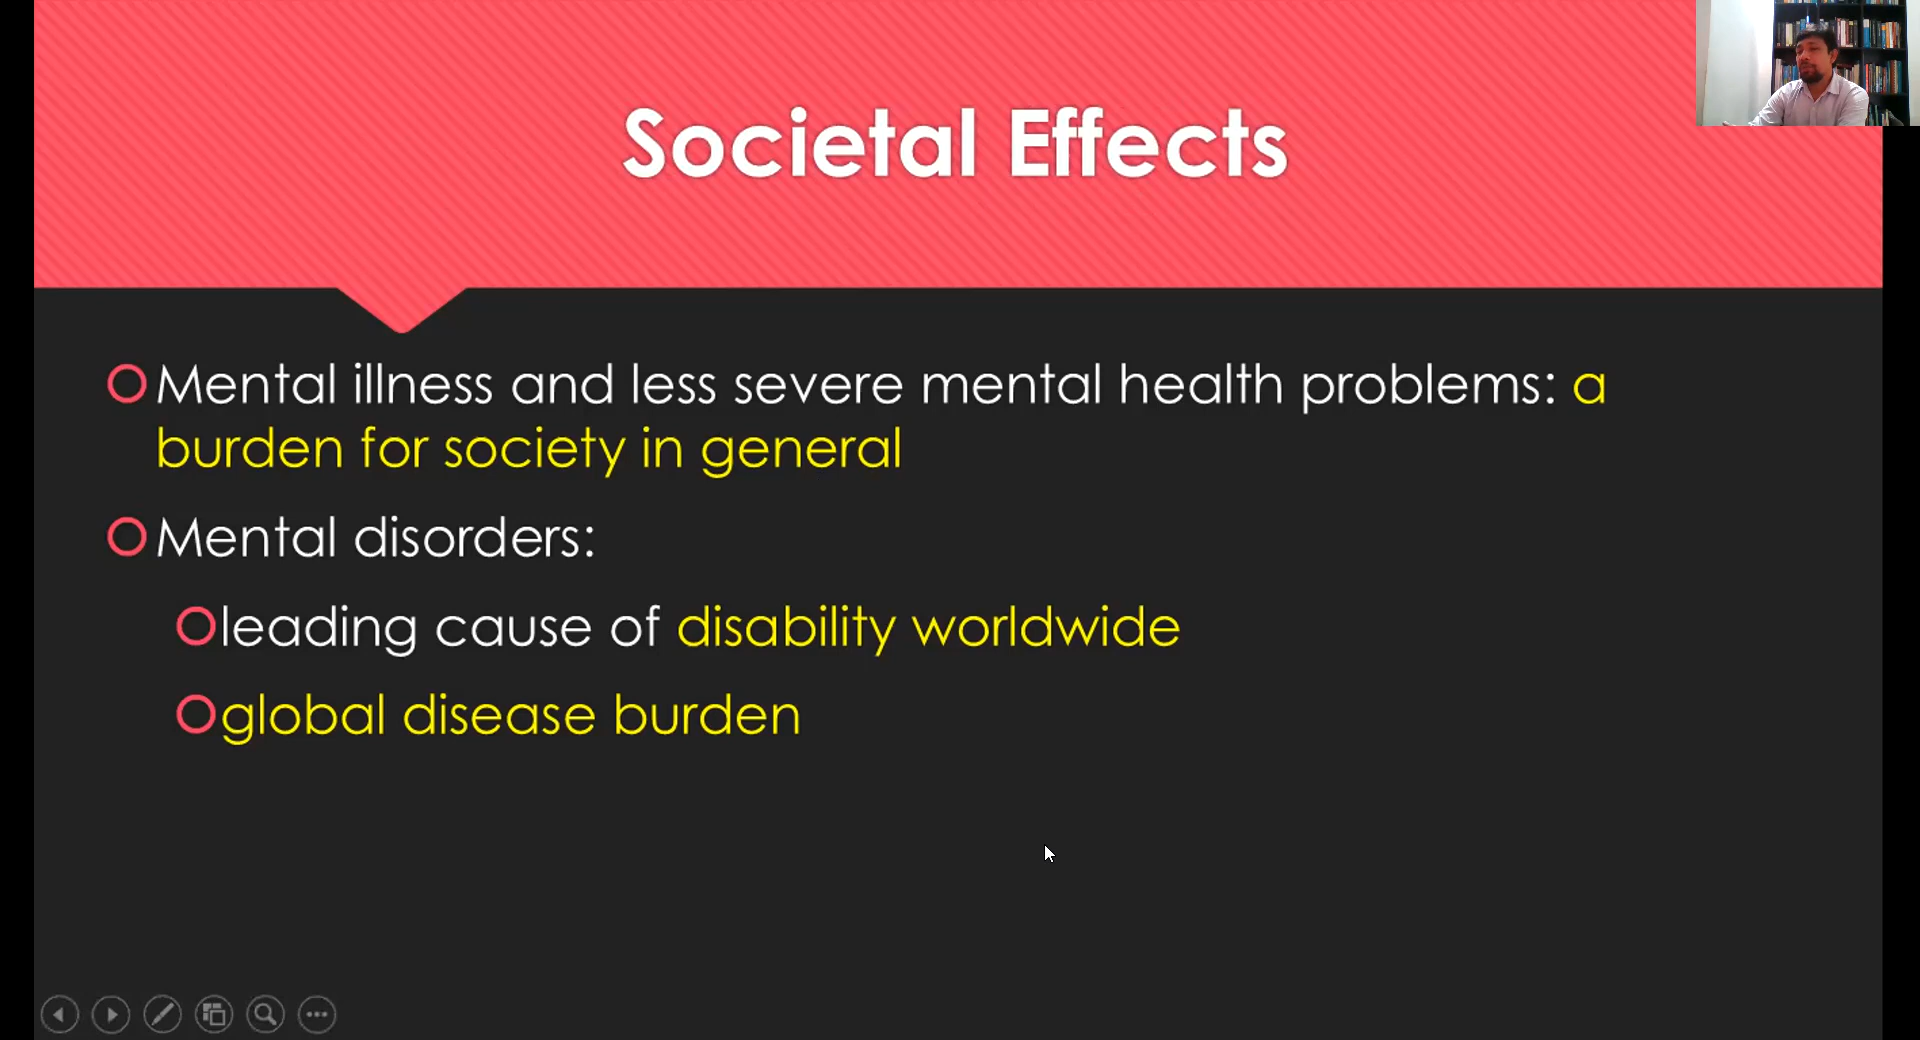 Societal Effects
Mental illness and less severe mental health problems: a
burden for society in general
Mental disorders:
leading cause of disability worldwide
global disease burden